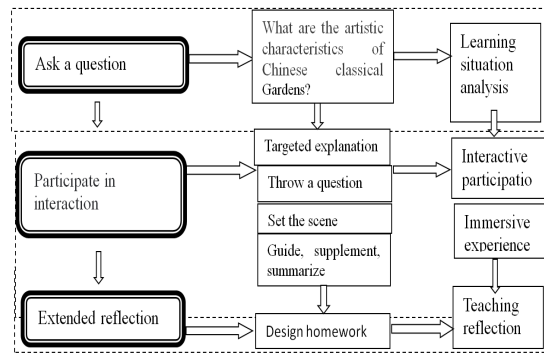 Ask a question
What are the artistic
characteristics of
Chinese classical
Gardens?
Learning
situation
analysis
Participate in
interaction
Targeted explanation
Throw a question
Set the scene
Guide, supplement,
summarize
Interactive
participatio
Immersive
experience
Extended reflection
Design homework
Teaching
reflection